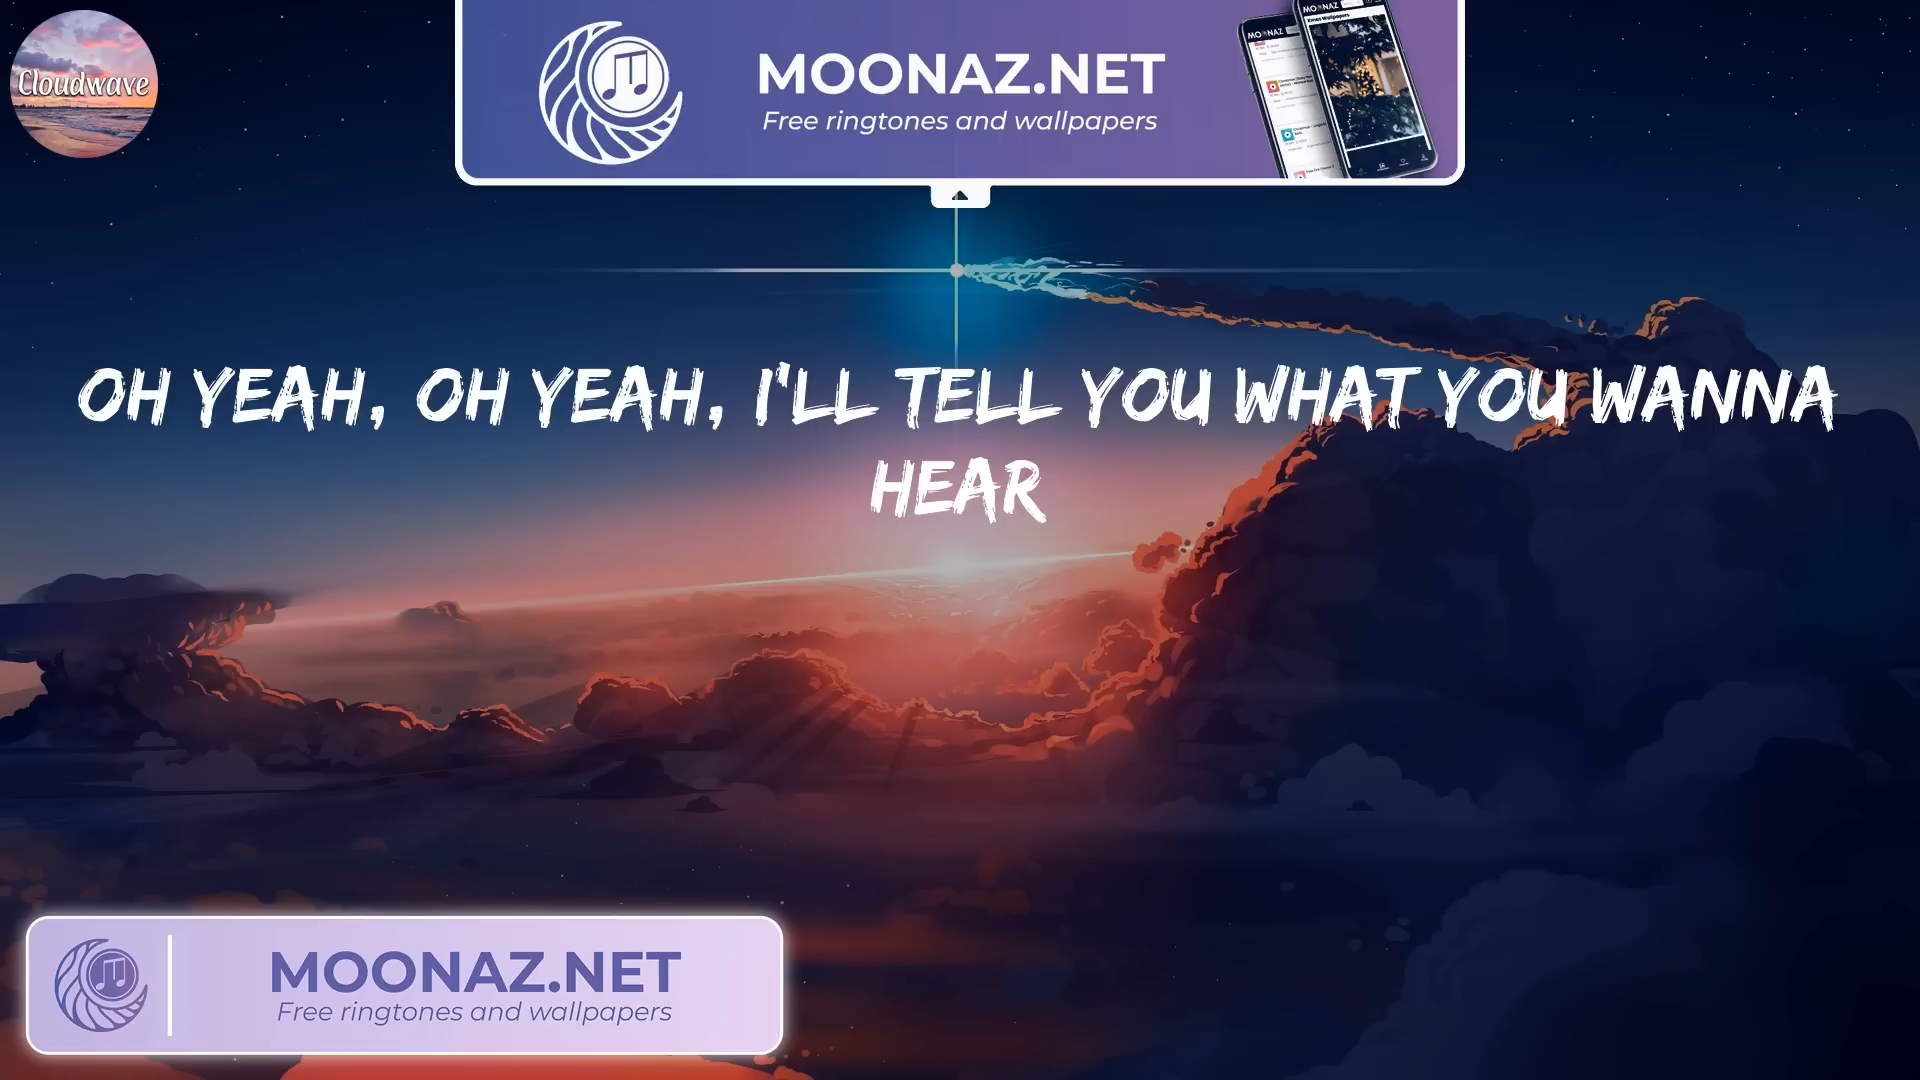 Cloudwave
MOONAZ.NET
Free ringtones and wallpapers
OH YEAH, OH YEAH, I'LL TELL YOU WHAT YOU WANNA
HEAR
MOONAZ.NET
Free ringtones and wallpapers